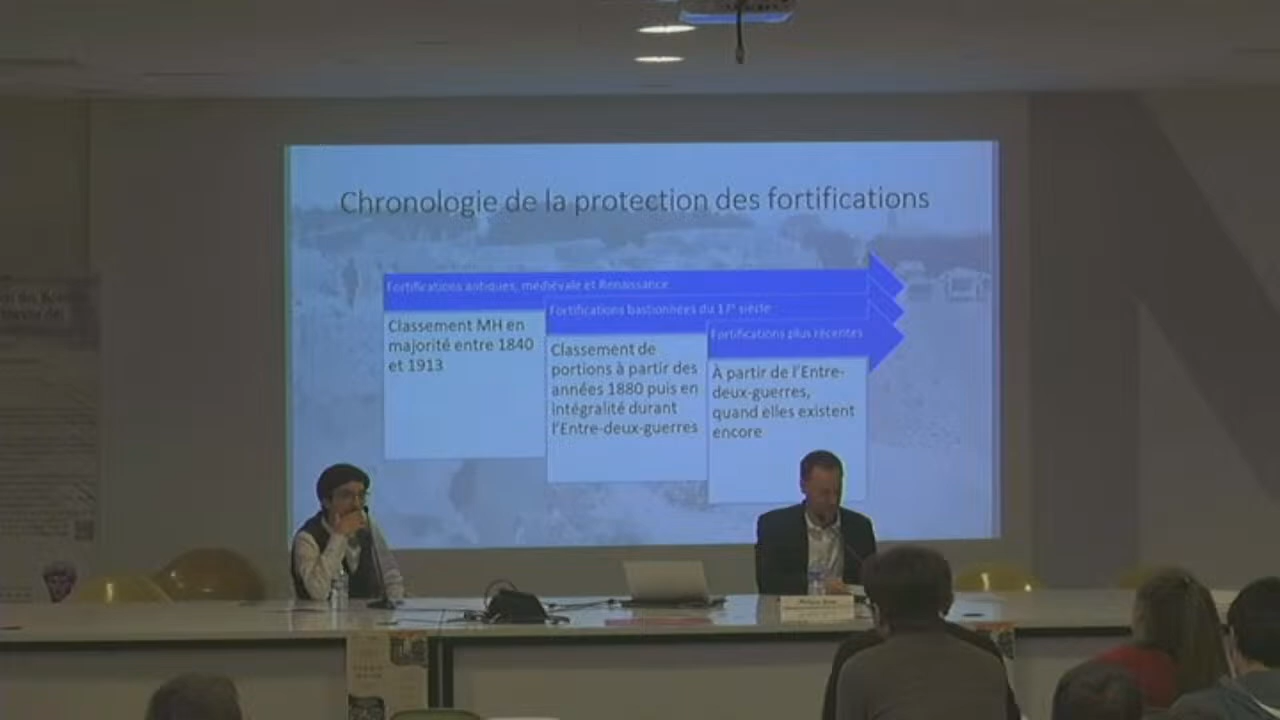 Chronologie de la protection des fortifications
Fortifications antiques, médiévale et Renaissance
Classement MH en
majorité entre 1840
et 1913
Fortifications bastionnées du 17e siècle
Classement de
portions à partir des
années 1880 puis en
intégralité durant
l'Entre-deux-guerres
Fortifications plus récentes
À partir de l'Entre-
deux-guerres,
quand elles existent
encore